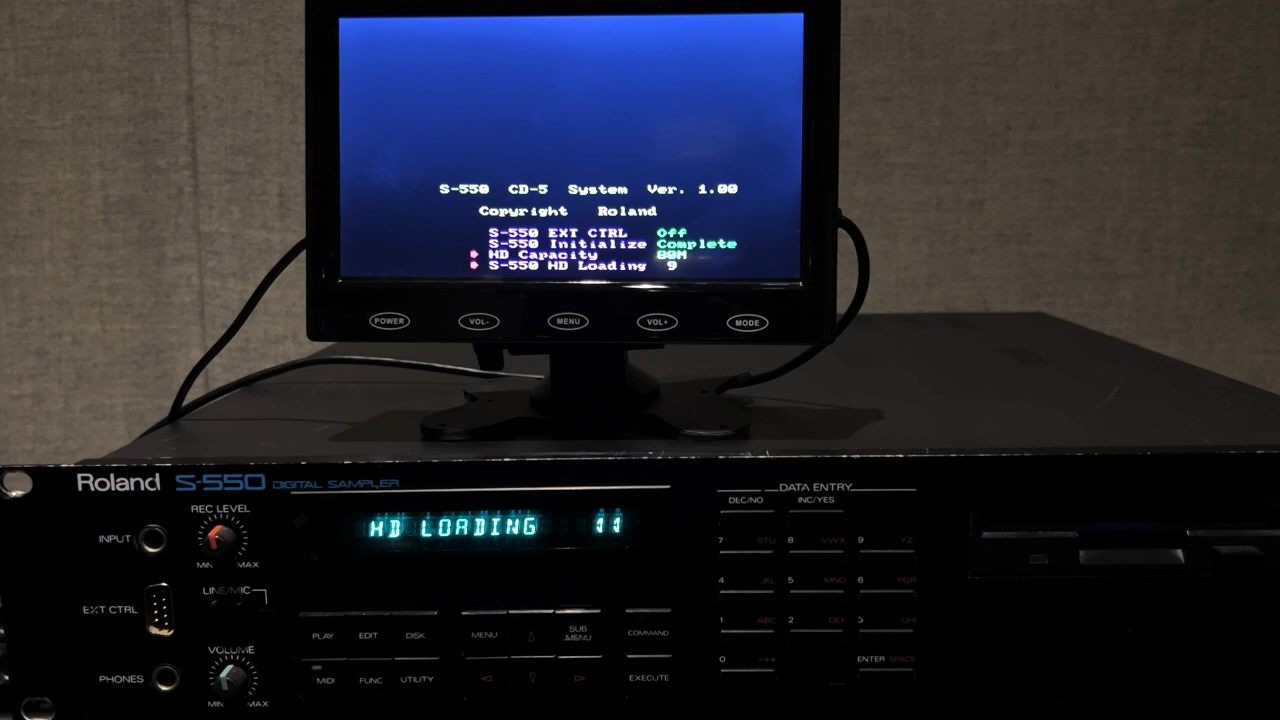 S-550 CD-5 System Ver. 1.00
Copyright Roland
S-550 EXT CTRL Off
S-550 Initialize Complete
HD Capacity 80M
S-550 HD Loading 9
POWER VOL- MENU VOL+ MODE
Roland S-550 DIGITAL SAMPLER
REC LEVEL
INPUT
MIN MAX
LINE/MIC
EXT CTRL
VOLUME
PHONES
MIN MAX
HD LOADING 11
PLAY EDIT DISK MENU △ SUB MENU COMMAND
MIDI FUNC UTILITY ◁ ▽ ▷ EXECUTE
DATA ENTRY
DEC/NO INC/YES
7 STU 8 VWX 9 YZ/
4 JKL 5 MNO 6 PQR
1 ABC 2 DEF 3 GHI
0 -→+ ENTER SPACE